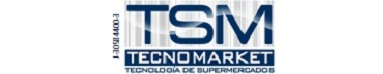 TSM
TECNOMARKET
TECNOLOGÍA DE SUPERMERCADOS